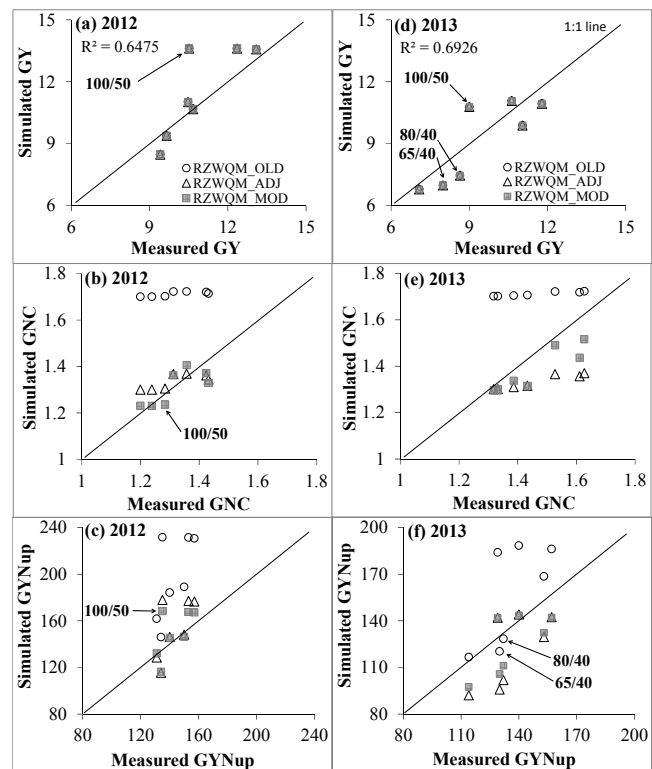 (a) 2012
R² = 0.6475
100/50
RZWQM_OLD
RZWQM_ADJ
RZWQM_MOD
Simulated GY
15
12
9
6
6
9
12
15
Measured GY
(d) 2013
1:1 line
R² = 0.6926
100/50
80/40
65/40
RZWQM_OLD
RZWQM_ADJ
RZWQM_MOD
Simulated GY
15
12
9
6
6
9
12
15
Measured GY
(b) 2012
100/50
Simulated GNC
1.8
1.6
1.4
1.2
1
1
1.2
1.4
1.6
1.8
Measured GNC
(e) 2013
Simulated GNC
1.8
1.6
1.4
1.2
1
1
1.2
1.4
1.6
1.8
Measured GNC
(c) 2012
100/50
Simulated GYNup
240
200
160
120
80
80
120
160
200
240
Measured GYNup
(f) 2013
80/40
65/40
Simulated GYNup
200
170
140
110
80
80
110
140
170
200
Measured GYNup